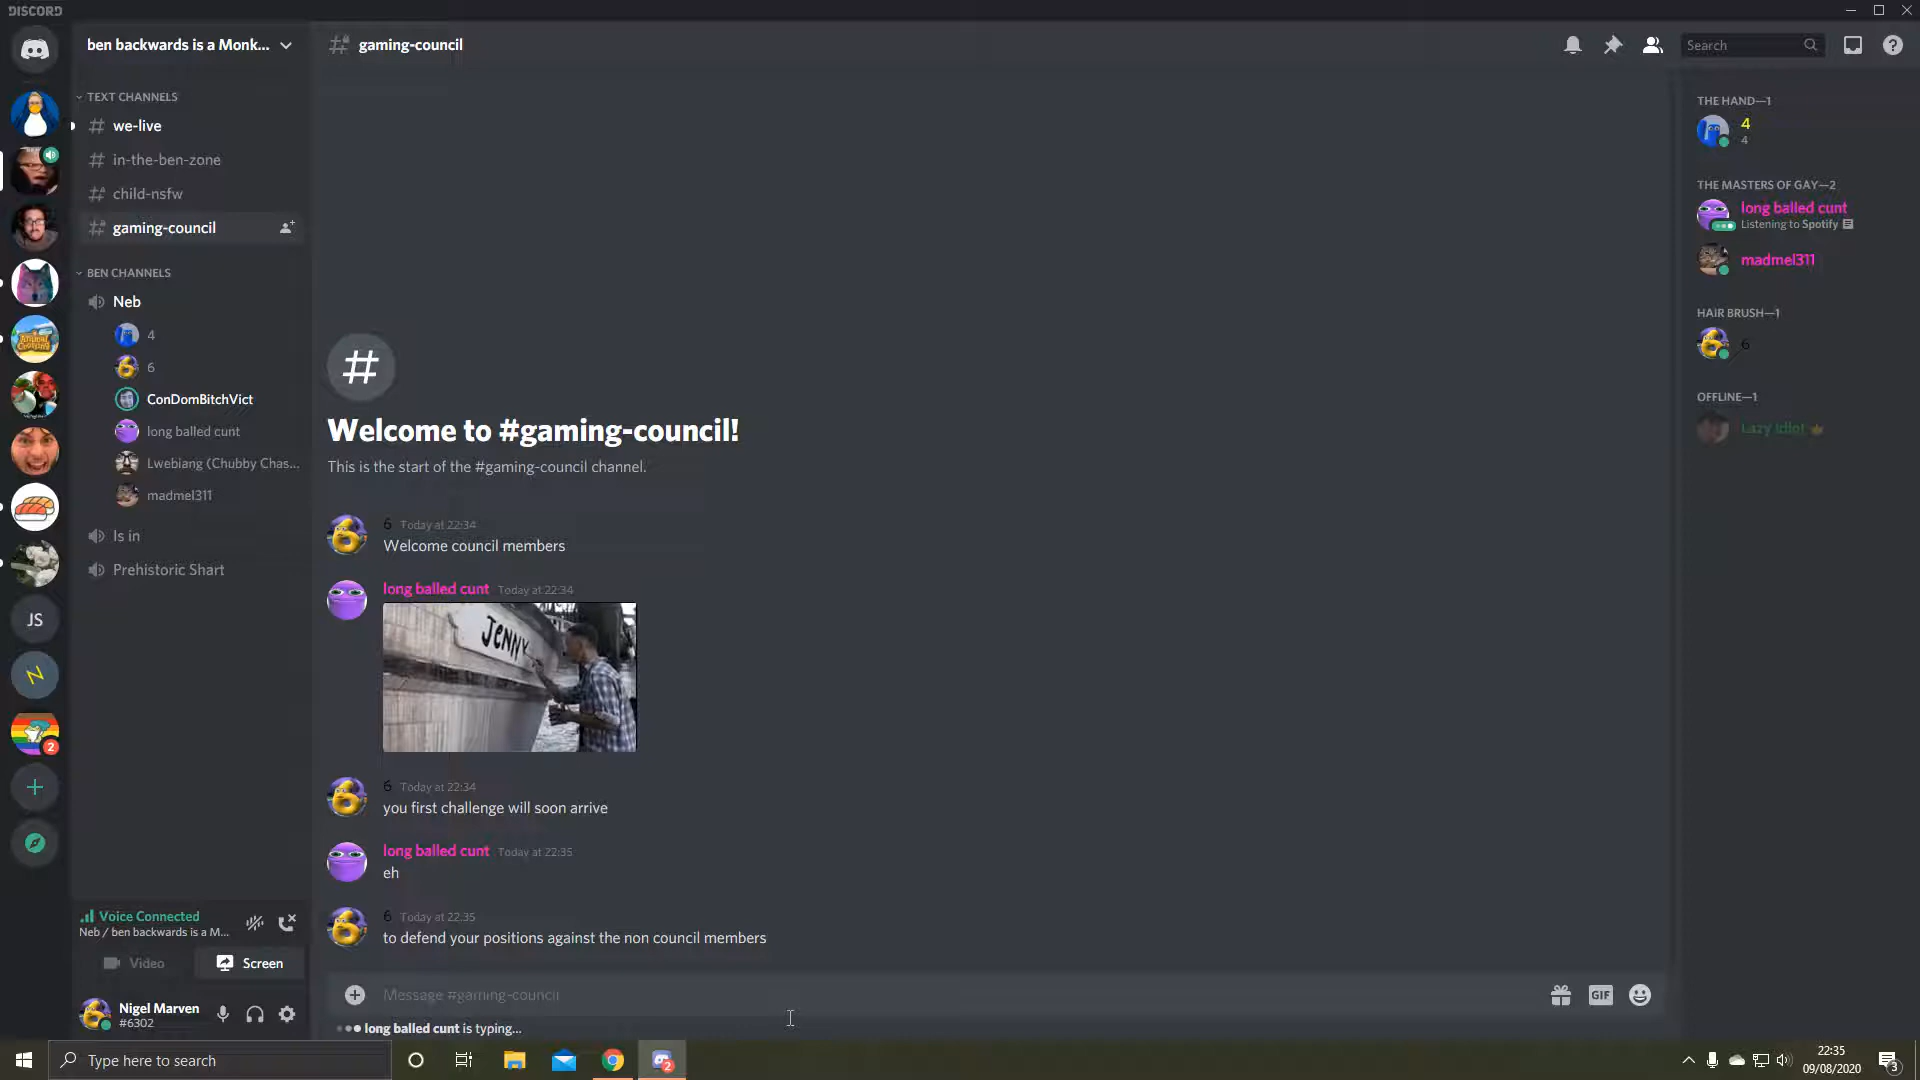 DISCORD
ben backwards is a Monk...
gaming-council
Search
TEXT CHANNELS
we-live
in-the-ben-zone
child-nsfw
gaming-council
BEN CHANNELS
Neb
4
6
ConDomBitchVict
long balled cunt
Lwebiang (Chubby Chas...
madmel311
Is in
Prehistoric Shart
JS
N
2
Welcome to #gaming-council!
This is the start of the #gaming-council channel.
6 Today at 22:34
Welcome council members
long balled cunt Today at 22:34
JENNY
6 Today at 22:34
you first challenge will soon arrive
long balled cunt Today at 22:35
eh
6 Today at 22:35
to defend your positions against the non council members
Message #gaming-council
GIF
long balled cunt is typing...
THE HAND—1
4
4
THE MASTERS OF GAY—2
long balled cunt
Listening to Spotify
madmel311
HAIR BRUSH—1
6
OFFLINE—1
Lazy Idiot
Voice Connected
Neb / ben backwards is a M...
Video
Screen
Nigel Marven
#6302
Type here to search
2
22:35
09/08/2020
3